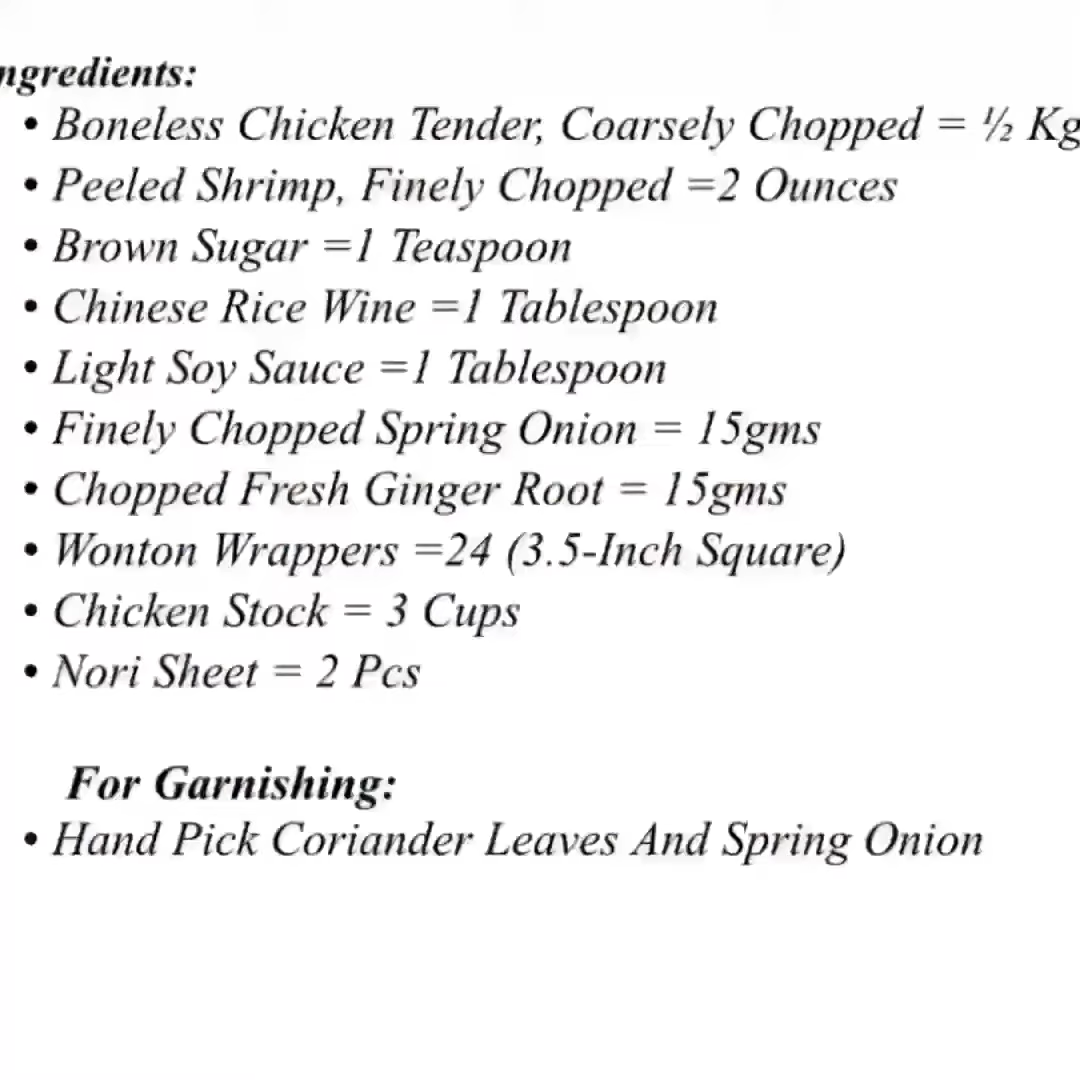 ngredients:
• Boneless Chicken Tender, Coarsely Chopped = ½ Kg
• Peeled Shrimp, Finely Chopped =2 Ounces
• Brown Sugar =1 Teaspoon
• Chinese Rice Wine =1 Tablespoon
• Light Soy Sauce =1 Tablespoon
• Finely Chopped Spring Onion = 15gms
• Chopped Fresh Ginger Root = 15gms
• Wonton Wrappers =24 (3.5-Inch Square)
• Chicken Stock = 3 Cups
• Nori Sheet = 2 Pcs
For Garnishing:
• Hand Pick Coriander Leaves And Spring Onion